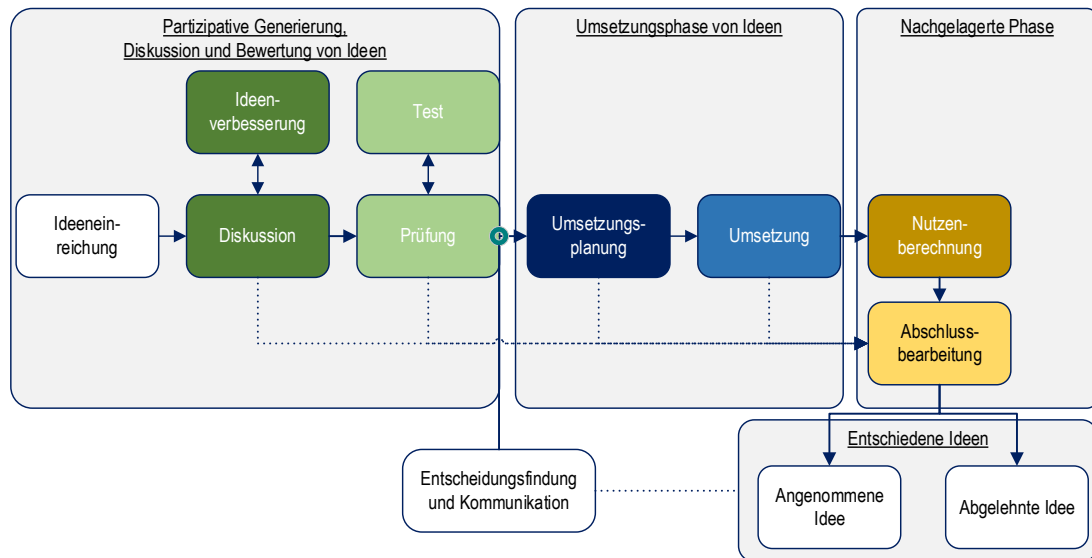 Partizipative Generierung,
Diskussion und Bewertung von Ideen
Umsetzungsphase von Ideen
Nachgelagerte Phase
Ideen-
verbesserung
Test
Ideenein-
reichung
Diskussion
Prüfung
Umsetzungs-
planung
Umsetzung
Nutzen-
berechnung
Abschluss-
bearbeitung
Entscheidungsfindung
und Kommunikation
Entschiedene Ideen
Angenommene
Idee
Abgelehnte Idee